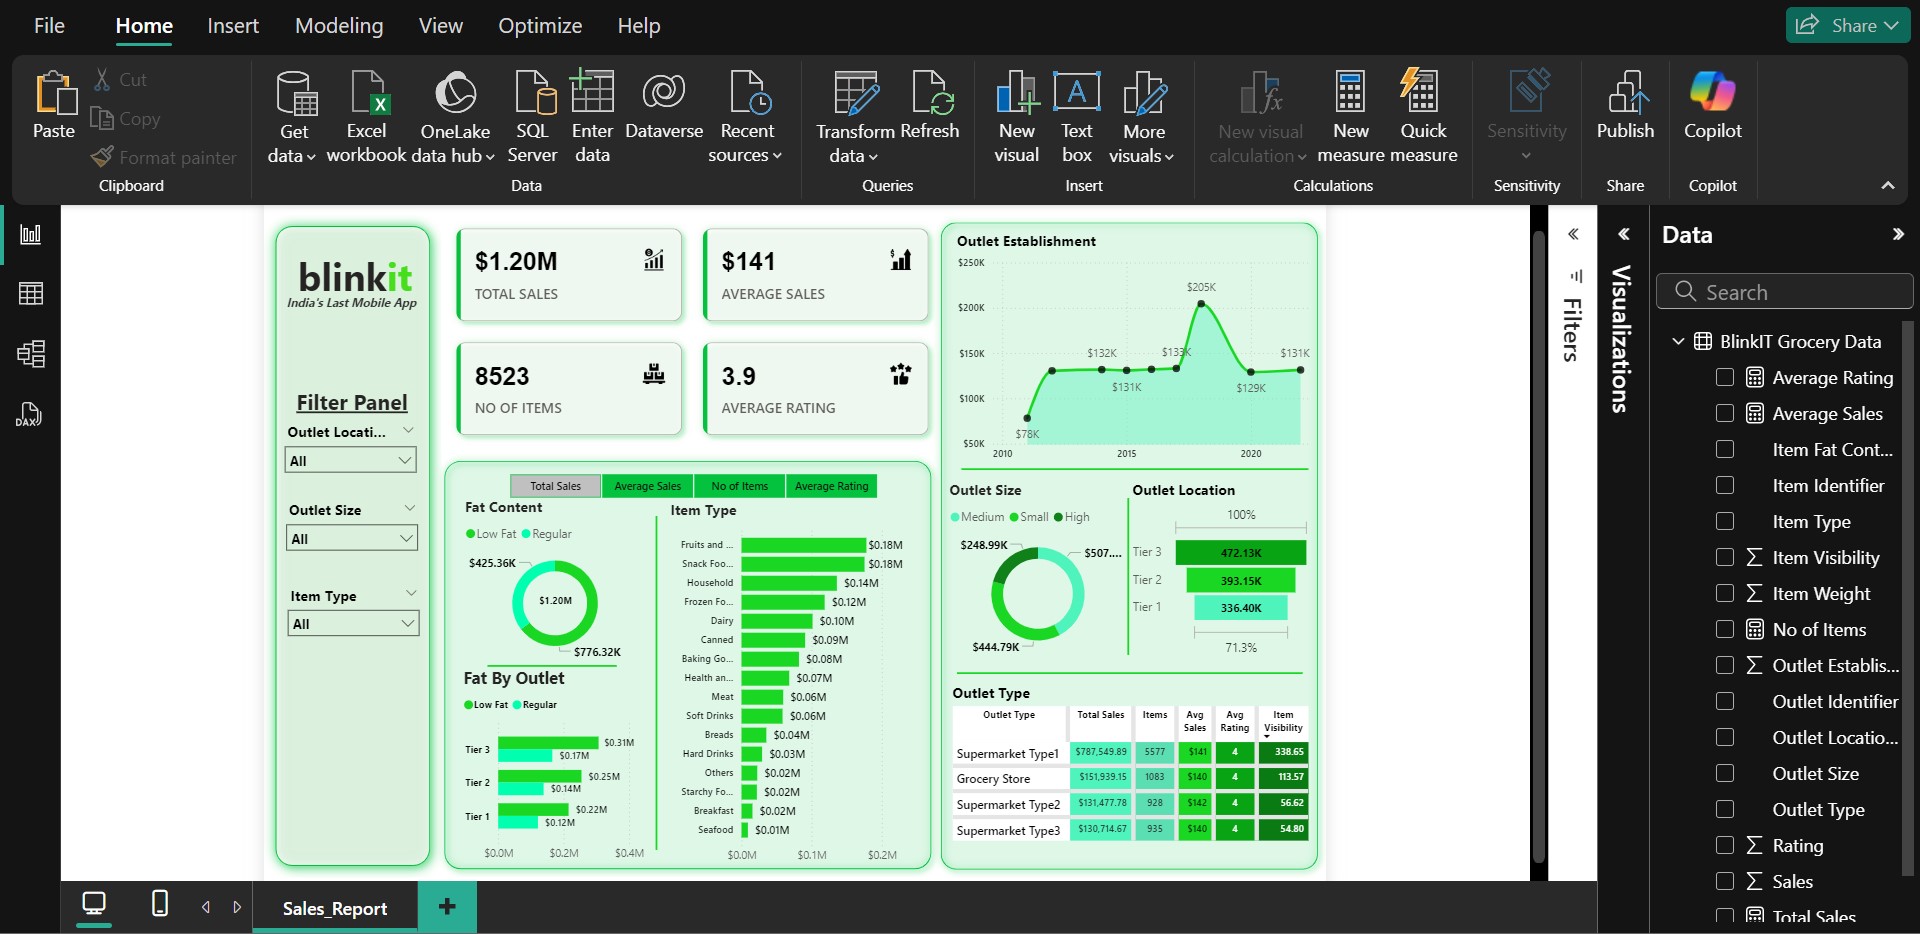 File Home Insert Modeling View Optimize Help
Share
Paste
Cut
Copy
Format painter
Clipboard
Get data
Excel workbook
OneLake data hub
SQL Server
Enter data
Dataverse
Recent sources
Data
Transform data
Refresh
Queries
New visual
Text box
More visuals
Insert
New visual calculation
New measure
Quick measure
Calculations
Sensitivity
Sensitivity
Publish
Share
Copilot
Copilot
blinkit
India's Last Mobile App
Filter Panel
Outlet Locati...
All
Outlet Size
All
Item Type
All
$1.20M
TOTAL SALES
$141
AVERAGE SALES
8523
NO OF ITEMS
3.9
AVERAGE RATING
Total Sales Average Sales No of Items Average Rating
Fat Content
Low Fat Regular
$425.36K
$1.20M
$776.32K
Fat By Outlet
Low Fat Regular
Tier 3 $0.31M
$0.17M
Tier 2 $0.25M
$0.14M
Tier 1 $0.22M
$0.12M
$0.0M $0.2M $0.4M
Item Type
Fruits and ... $0.18M
Snack Foo... $0.18M
Household $0.14M
Frozen Fo... $0.12M
Dairy $0.10M
Canned $0.09M
Baking Go... $0.08M
Health an... $0.07M
Meat $0.06M
Soft Drinks $0.06M
Breads $0.04M
Hard Drinks $0.03M
Others $0.02M
Starchy Fo... $0.02M
Breakfast $0.02M
Seafood $0.01M
$0.0M $0.1M $0.2M
Outlet Establishment
$250K
$200K
$150K
$100K
$50K
$78K
$132K
$131K
$133K
$205K
$129K
$131K
2010 2015 2020
Outlet Size
Medium Small High
$248.99K
$507....
$444.79K
Outlet Location
100%
Tier 3 472.13K
Tier 2 393.15K
Tier 1 336.40K
71.3%
Outlet Type
Outlet Type Total Sales Items Avg Sales Avg Rating Item Visibility
Supermarket Type1 $787,549.89 5577 $141 4 338.65
Grocery Store $151,939.15 1083 $140 4 113.57
Supermarket Type2 $131,477.78 928 $142 4 56.62
Supermarket Type3 $130,714.67 935 $140 4 54.80
Filters
Visualizations
Data
Search
BlinkIT Grocery Data
Average Rating
Average Sales
Item Fat Cont...
Item Identifier
Item Type
Item Visibility
Item Weight
No of Items
Outlet Establis...
Outlet Identifier
Outlet Locatio...
Outlet Size
Outlet Type
Rating
Sales
Total Sales
DAX
Sales_Report